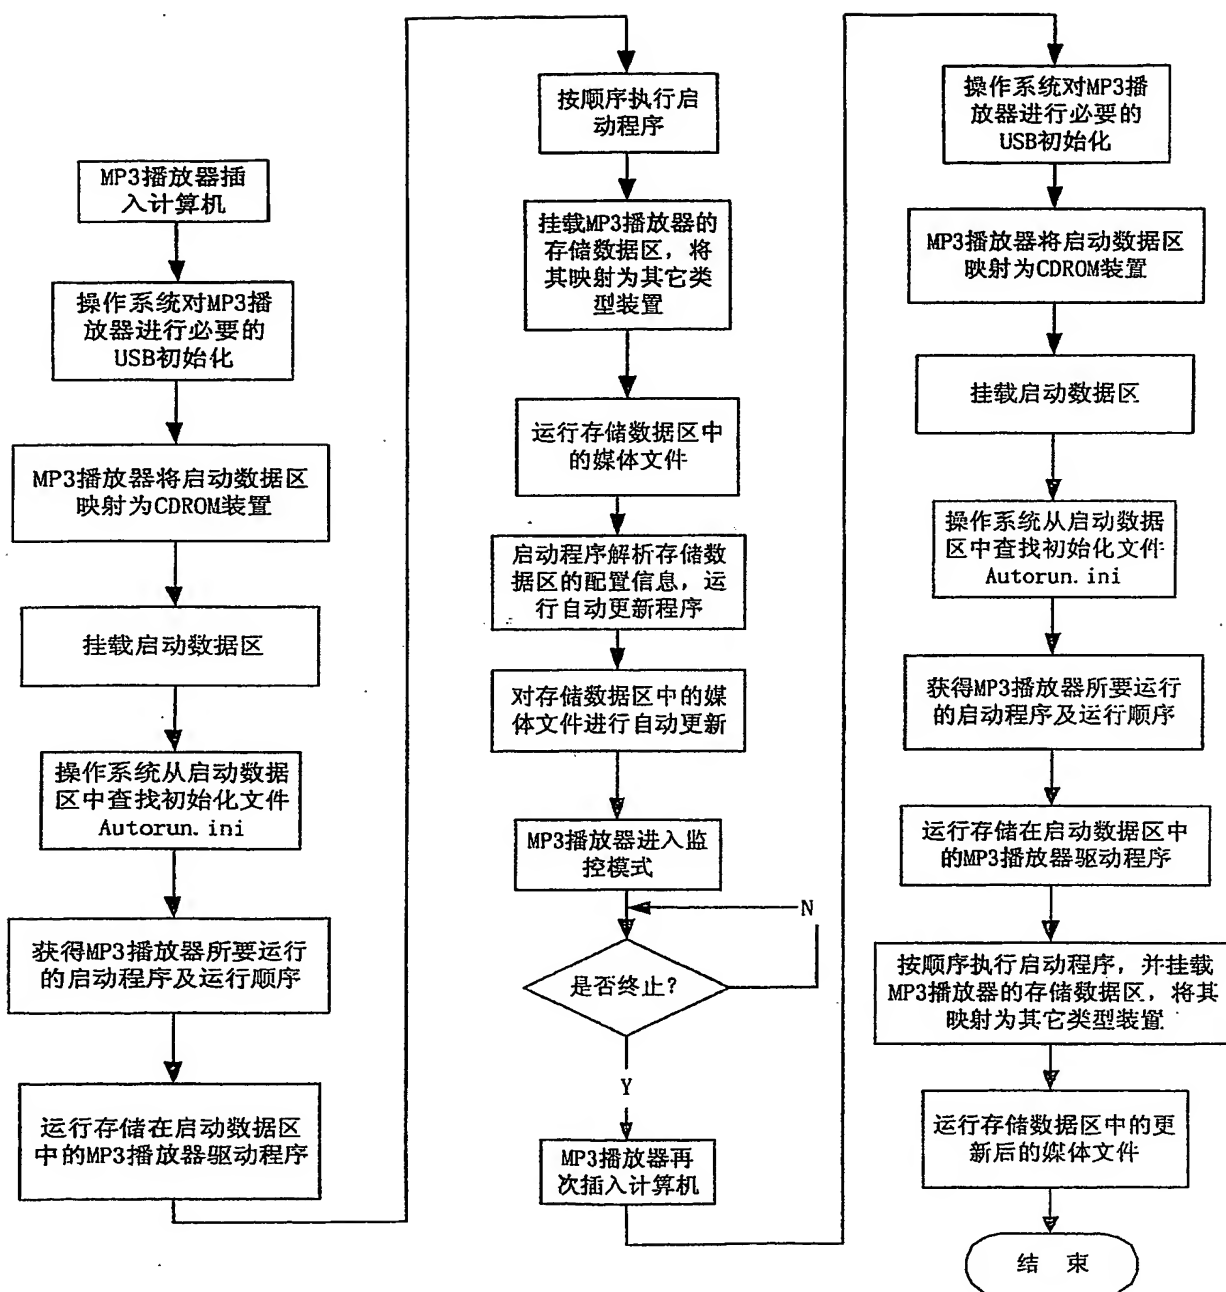 MP3播放器插
入计算机
操作系统对MP3播
放器进行必要的
USB初始化
MP3播放器将启动数据区
映射为CDROM装置
挂载启动数据区
操作系统从启动数据
区中查找初始化文件
Autorun.ini
获得MP3播放器所要运行
的启动程序及运行顺序
运行存储在启动数据区
中的MP3播放器驱动程序
按顺序执行启
动程序
挂载MP3播放器的
存储数据区，将
其映射为其它类
型装置
运行存储数据区中
的媒体文件
启动程序解析存储数
据区的配置信息，运
行自动更新程序
对存储数据区中的媒
体文件进行自动更新
MP3播放器进入监
控模式
N
是否终止？
Y
MP3播放器再
次插入计算机
操作系统对MP3播
放器进行必要的
USB初始化
MP3播放器将启动数据区
映射为CDROM装置
挂载启动数据区
操作系统从启动数据
区中查找初始化文件
Autorun.ini
获得MP3播放器所要运行
的启动程序及运行顺序
运行存储在启动数据区中
的MP3播放器驱动程序
按顺序执行启动程序，并挂载
MP3播放器的存储数据区，将其
映射为其它类型装置
运行存储数据区中的更
新后的媒体文件
结 束